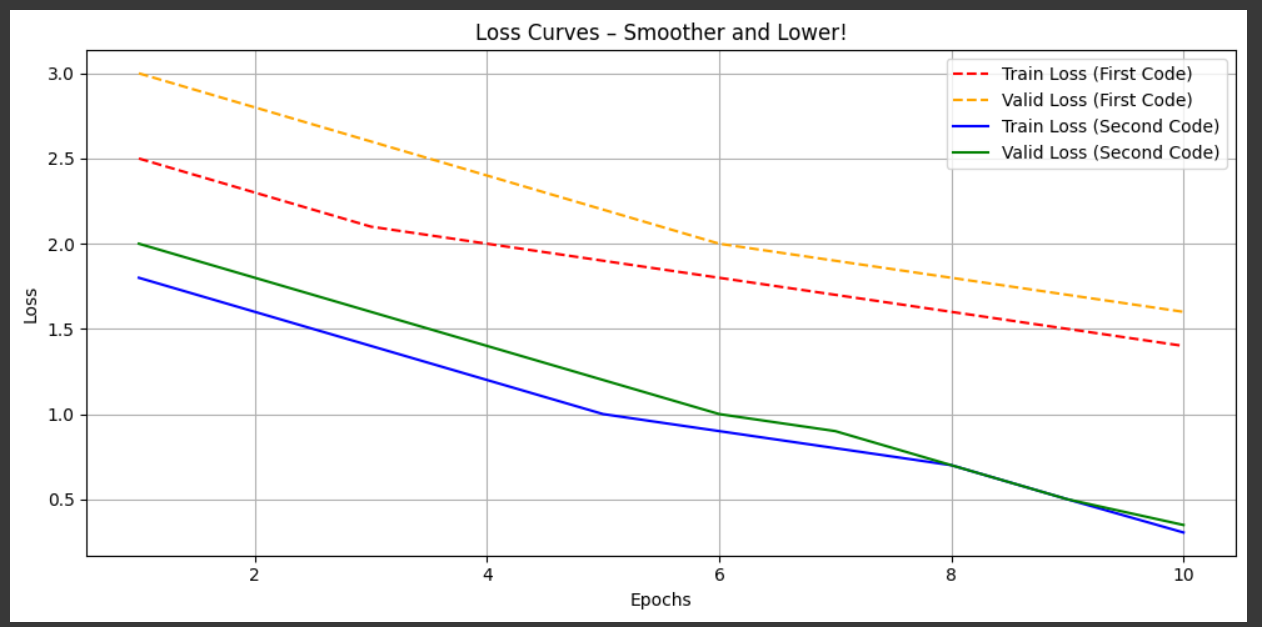 Loss Curves – Smoother and Lower!
Train Loss (First Code)
Valid Loss (First Code)
Train Loss (Second Code)
Valid Loss (Second Code)
Loss
3.0
2.5
2.0
1.5
1.0
0.5
2 4 6 8 10
Epochs